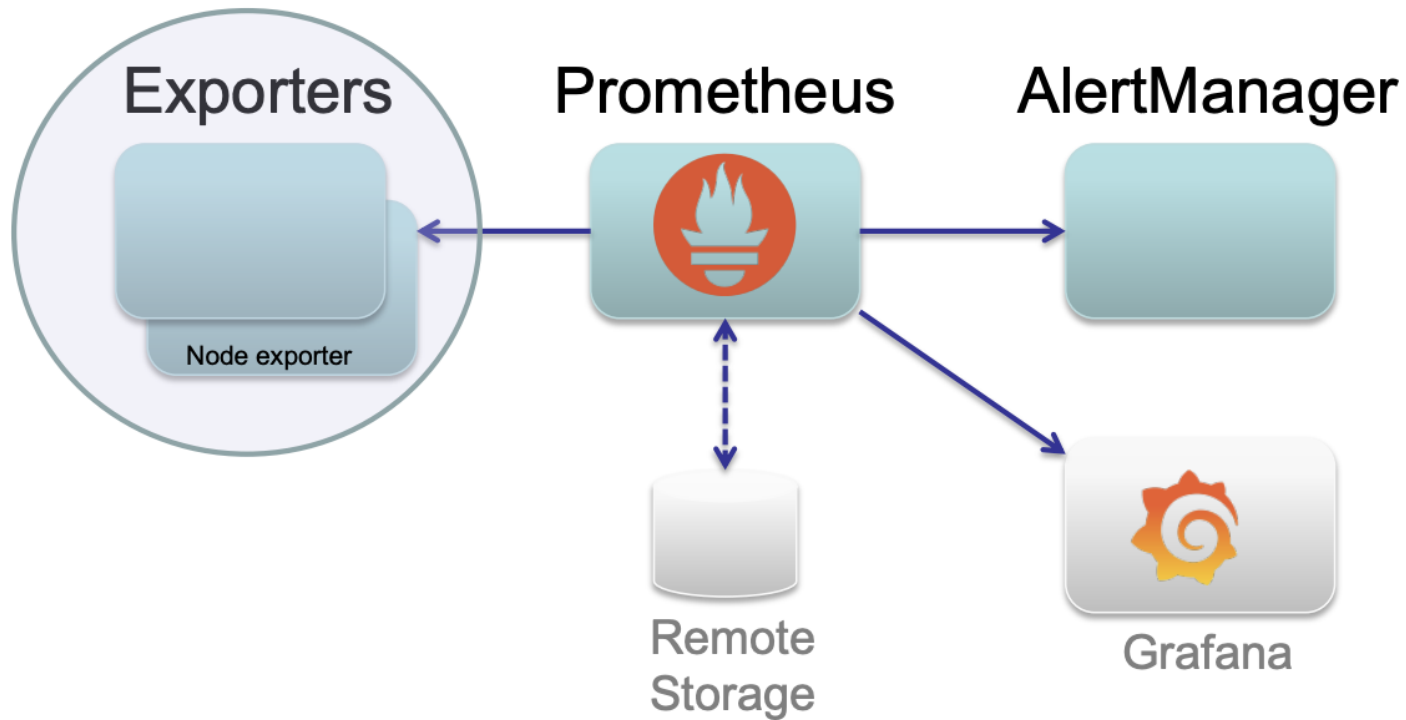 Exporters
Prometheus
AlertManager
Node exporter
Remote
Storage
Grafana